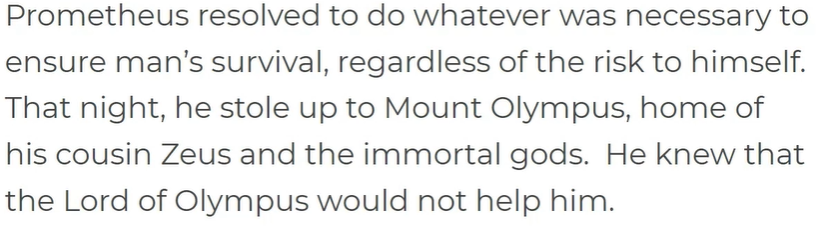 Prometheus resolved to do whatever was necessary to
ensure man’s survival, regardless of the risk to himself.
That night, he stole up to Mount Olympus, home of
his cousin Zeus and the immortal gods.  He knew that
the Lord of Olympus would not help him.